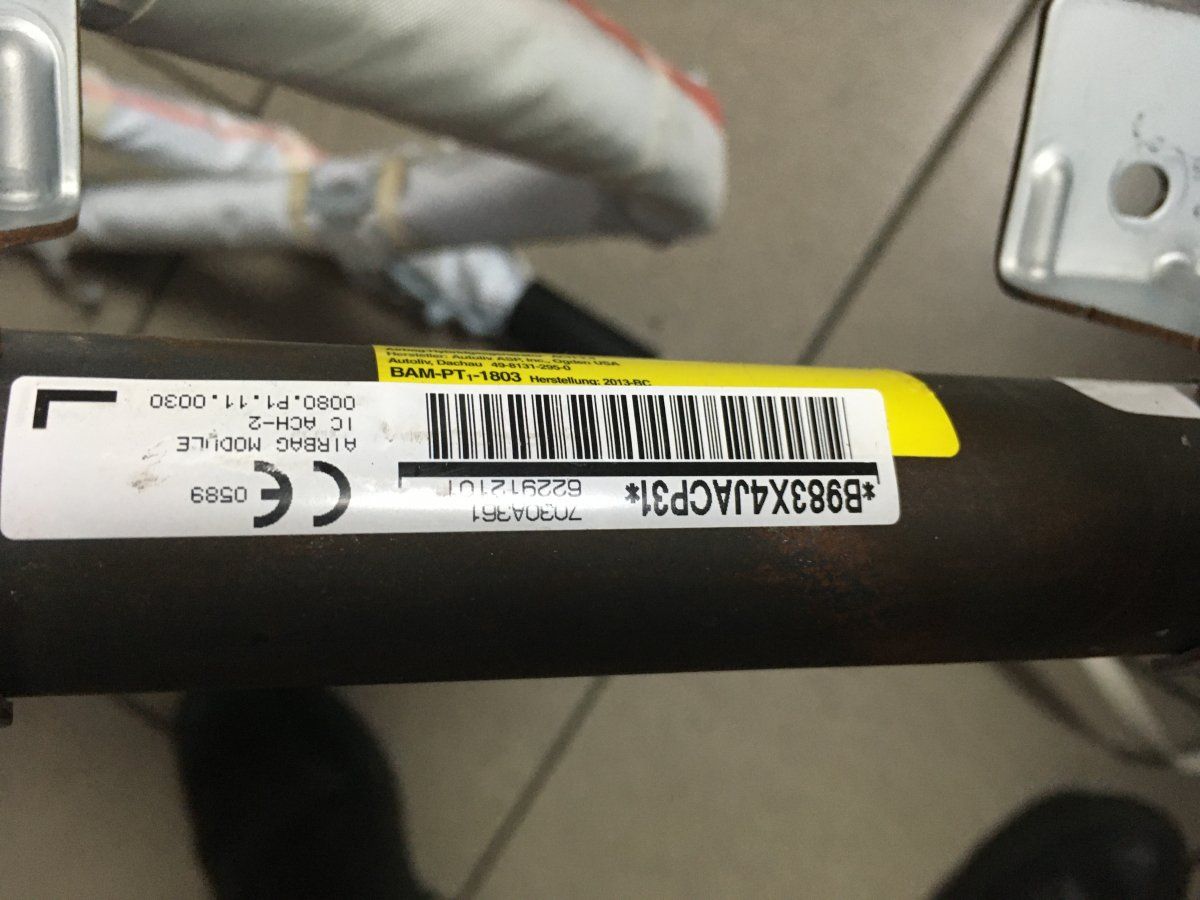 Hersteller: Autoliv ASP, Inc., Ogden USA
Autoliv, Dachau 49-8131-295-0
BAM-PT₁-1803 Herstellung: 2013-BC
*B983X4JACP31*
7030A361
622912101
CE 0589
AIRBAG MODULE
IC ACH-2
0080.P1.11.0030
L